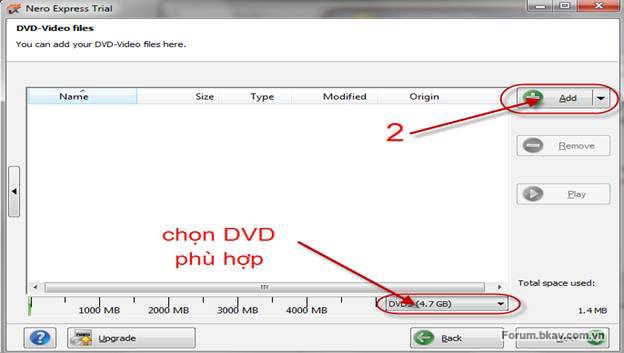 Nero Express Trial
DVD-Video files
You can add your DVD-Video files here.
Name Size Type Modified Origin
Add
2
Remove
Play
chọn DVD
phù hợp
Total space used:
1000 MB 2000 MB 3000 MB 4000 MB
(4.7 GB)
1.4 MB
Upgrade
Back
Forum.bkav.com.vn